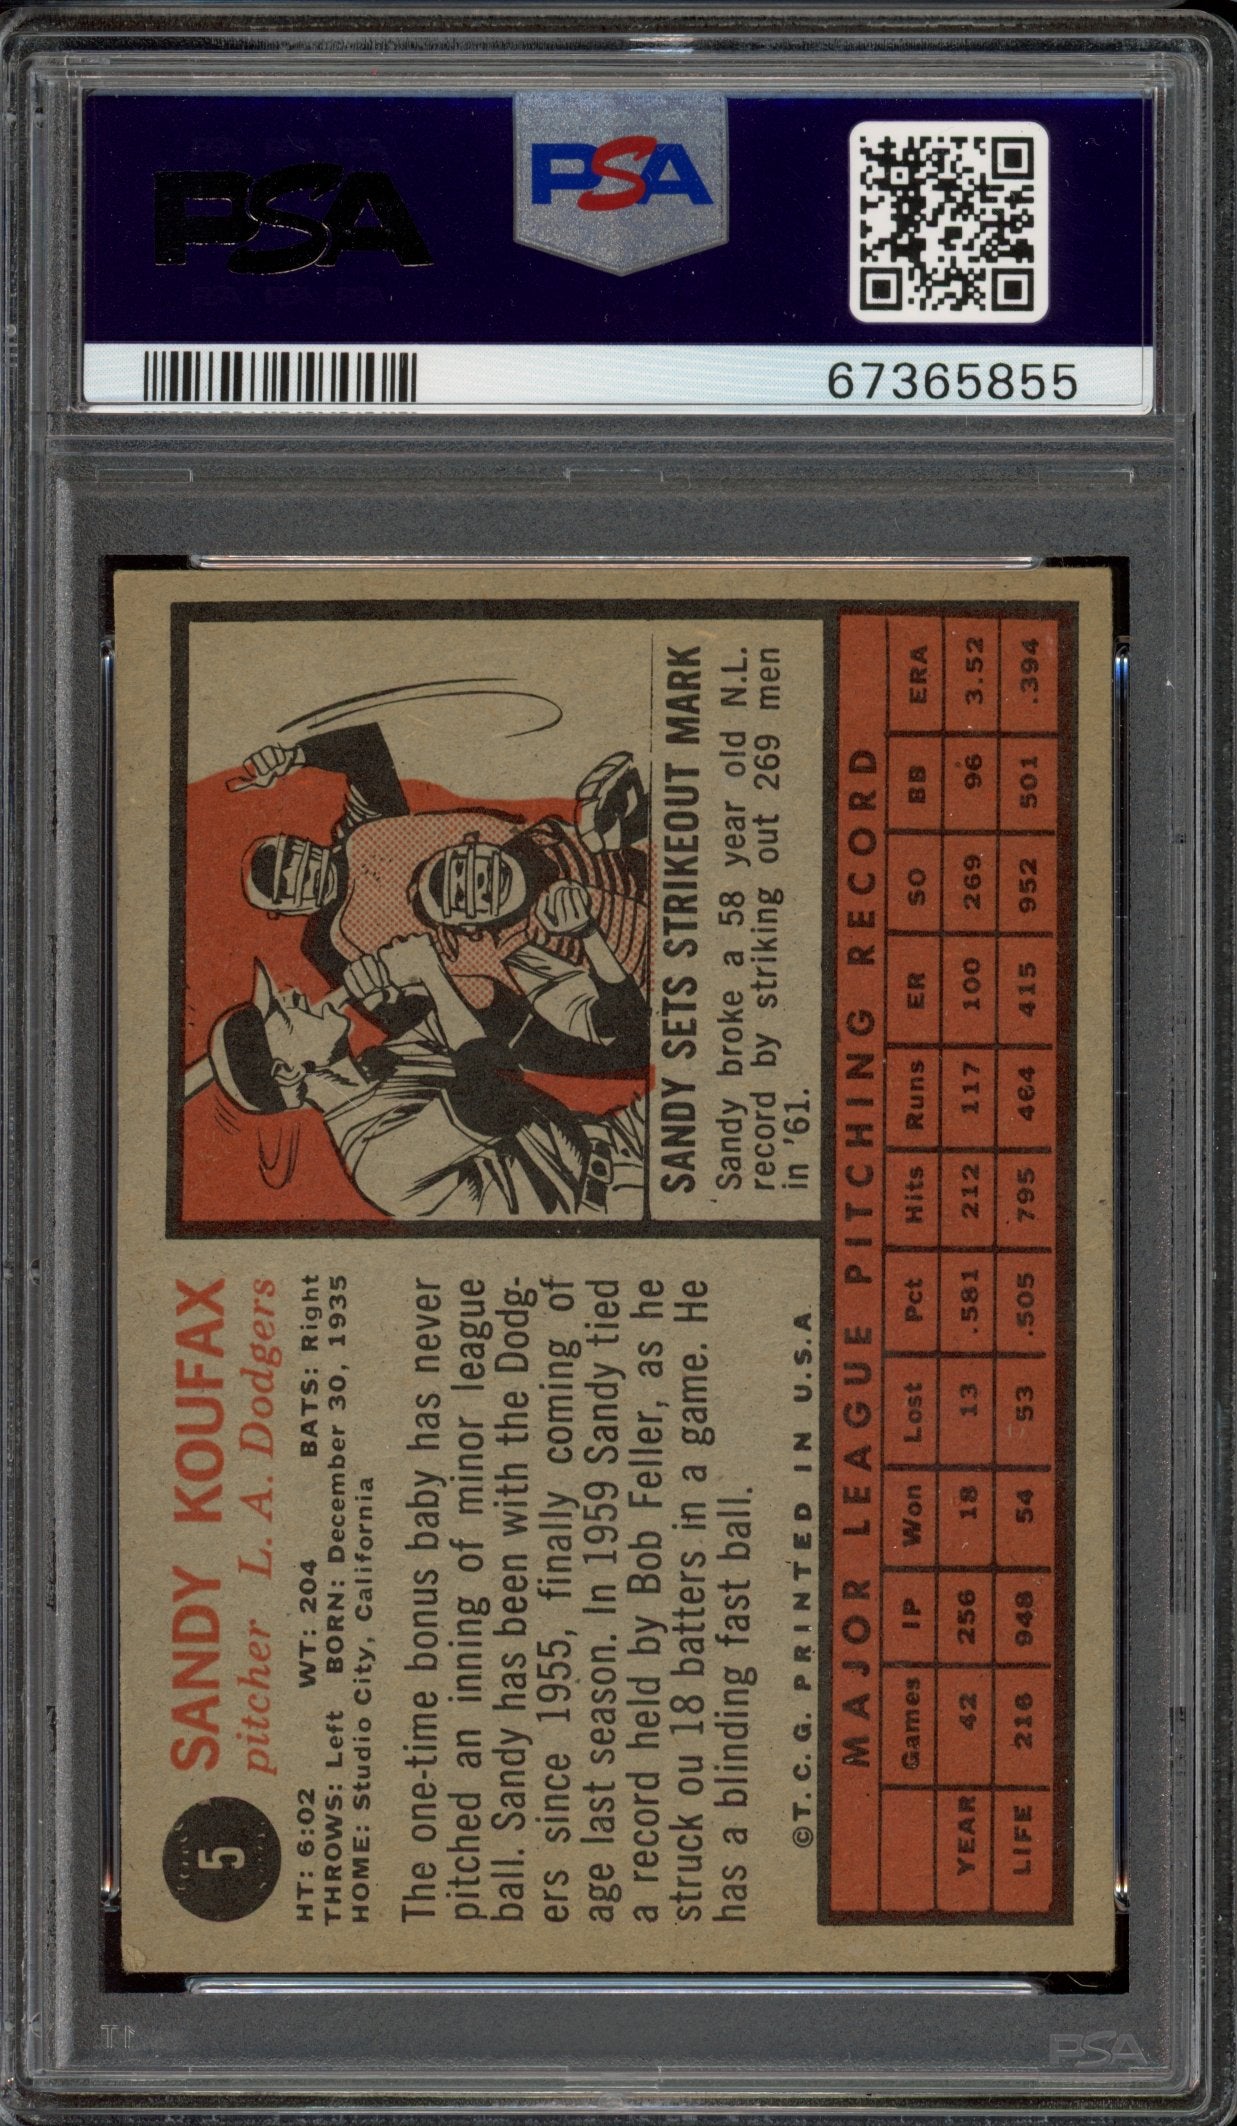 PSA
PSA
67365855
5
SANDY KOUFAX
pitcher L. A. Dodgers
HT: 6:02 WT: 204 BATS: Right
THROWS: Left BORN: December 30, 1935
HOME: Studio City, California
The one-time bonus baby has never
pitched an inning of minor league
ball. Sandy has been with the Dodg-
ers since 1955, finally coming of
age last season. In 1959 Sandy tied
a record held by Bob Feller, as he
struck ou 18 batters in a game. He
has a blinding fast ball.
©T. C. G. PRINTED IN U.S.A.
SANDY SETS STRIKEOUT MARK
Sandy broke a 58 year old N.L.
record by striking out 269 men
in '61.
MAJOR LEAGUE PITCHING RECORD
Games IP Won Lost Pct Hits Runs ER SO BB ERA
YEAR 42 256 18 13 .581 212 117 100 269 96 3.52
LIFE 216 948 54 53 .505 795 464 415 952 501 .394
PSA